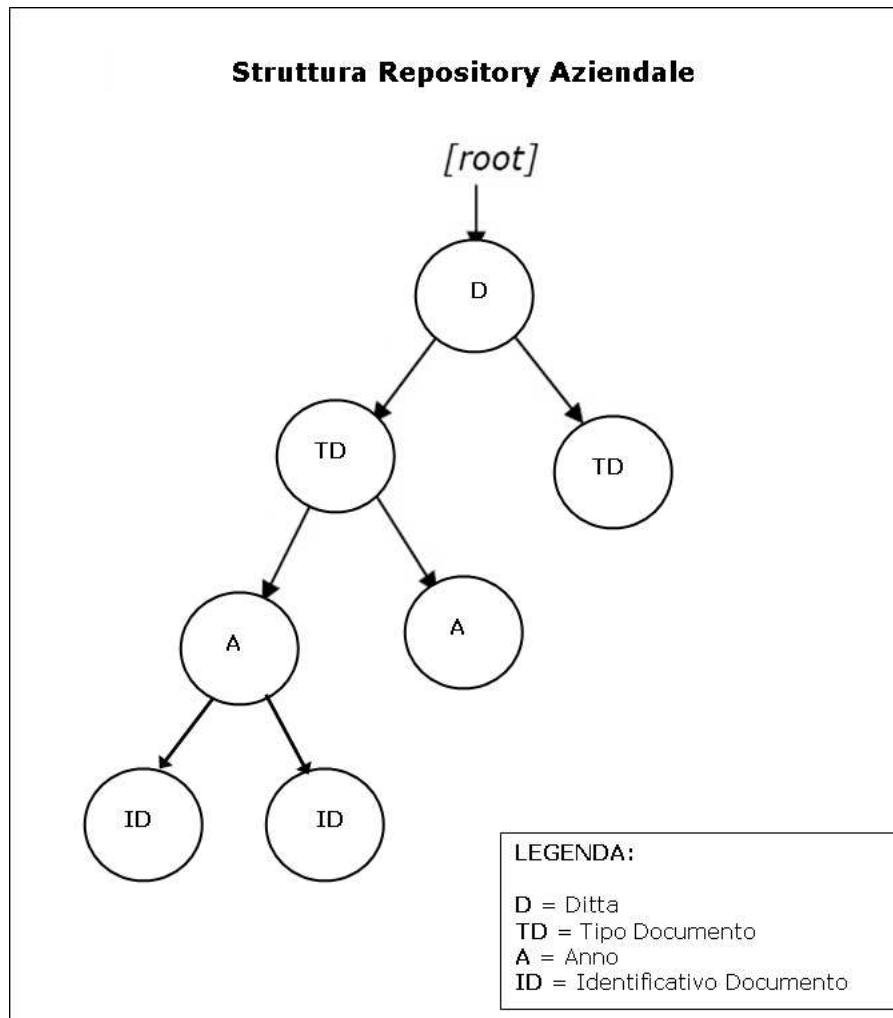 Struttura Repository Aziendale
[root]
D
TD
TD
A
A
ID
ID
LEGENDA:
D = Ditta
TD = Tipo Documento
A = Anno
ID = Identificativo Documento